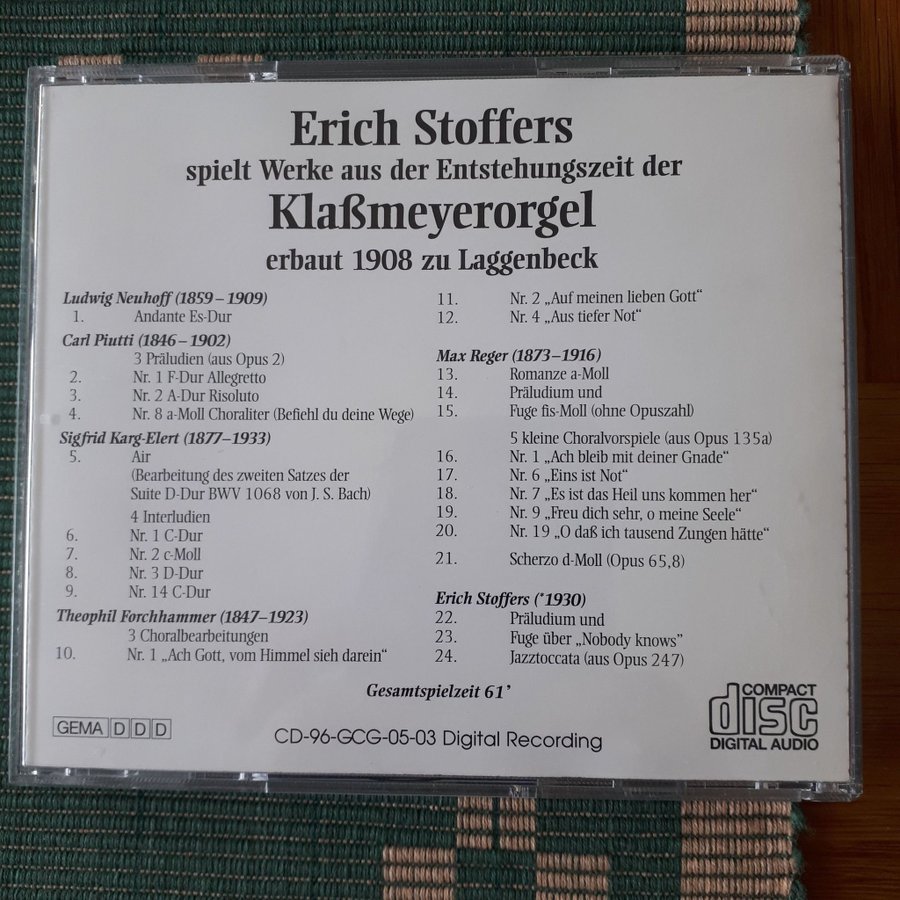 Erich Stoffers
spielt Werke aus der Entstehungszeit der
Klaßmeyerorgel
erbaut 1908 zu Laggenbeck
Ludwig Neuhoff (1859–1909)
1. Andante Es-Dur
Carl Piutti (1846–1902)
3 Präludien (aus Opus 2)
2. Nr. 1 F-Dur Allegretto
3. Nr. 2 A-Dur Risoluto
4. Nr. 8 a-Moll Choraliter (Befiehl du deine Wege)
Sigfrid Karg-Elert (1877–1933)
5. Air
(Bearbeitung des zweiten Satzes der
Suite D-Dur BWV 1068 von J. S. Bach)
4 Interludien
6. Nr. 1 C-Dur
7. Nr. 2 c-Moll
8. Nr. 3 D-Dur
9. Nr. 14 C-Dur
Theophil Forchhammer (1847–1923)
3 Choralbearbeitungen
10. Nr. 1 „Ach Gott, vom Himmel sieh darein“
11. Nr. 2 „Auf meinen lieben Gott“
12. Nr. 4 „Aus tiefer Not“
Max Reger (1873–1916)
13. Romanze a-Moll
14. Präludium und
15. Fuge fis-Moll (ohne Opuszahl)
5 kleine Choralvorspiele (aus Opus 135a)
16. Nr. 1 „Ach bleib mit deiner Gnade“
17. Nr. 6 „Eins ist Not“
18. Nr. 7 „Es ist das Heil uns kommen her“
19. Nr. 9 „Freu dich sehr, o meine Seele“
20. Nr. 19 „O daß ich tausend Zungen hätte“
21. Scherzo d-Moll (Opus 65,8)
Erich Stoffers (*1930)
22. Präludium und
23. Fuge über „Nobody knows”
24. Jazztoccata (aus Opus 247)
Gesamtspielzeit 61’
GEMA D D D
CD-96-GCG-05-03 Digital Recording
COMPACT
disc
DIGITAL AUDIO